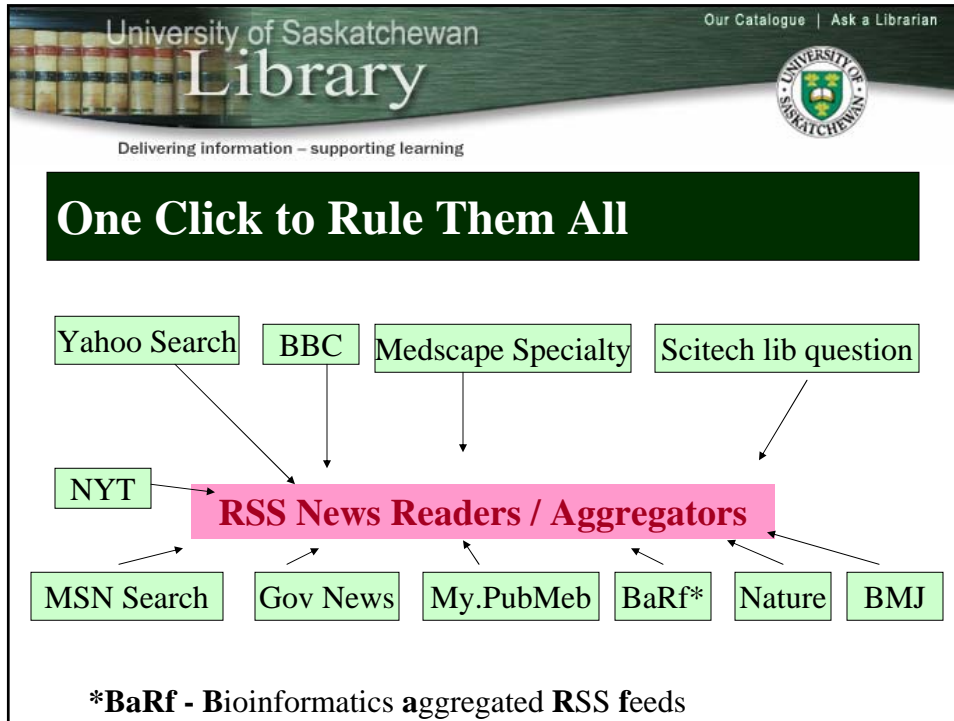 Our Catalogue | Ask a Librarian
University of Saskatchewan
Library
UNIVERSITY OF
SASKATCHEWAN
Delivering information – supporting learning
One Click to Rule Them All
Yahoo Search
BBC
Medscape Specialty
Scitech lib question
NYT
RSS News Readers / Aggregators
MSN Search
Gov News
My.PubMeb
BaRf*
Nature
BMJ
*BaRf - Bioinformatics aggregated RSS feeds